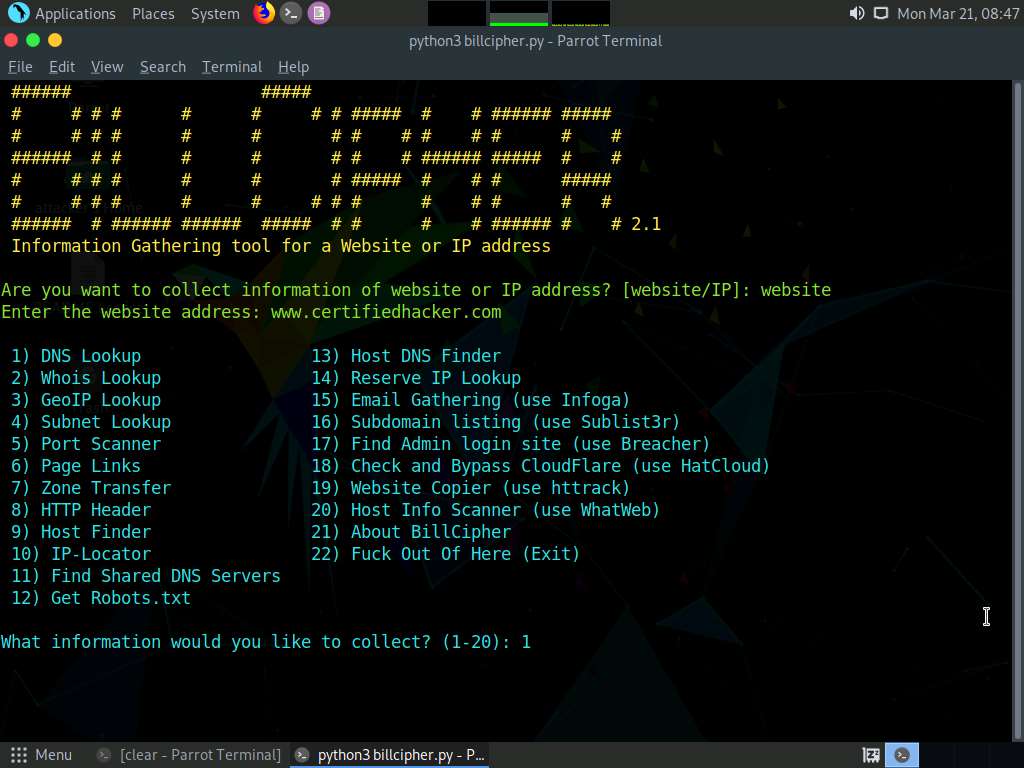 Applications Places System Mon Mar 21, 08:47
python3 billcipher.py - Parrot Terminal
File Edit View Search Terminal Help
BILLCIPHER 2.1
Information Gathering tool for a Website or IP address
Are you want to collect information of website or IP address? [website/IP]: website
Enter the website address: www.certifiedhacker.com
1) DNS Lookup 13) Host DNS Finder
2) Whois Lookup 14) Reserve IP Lookup
3) GeoIP Lookup 15) Email Gathering (use Infoga)
4) Subnet Lookup 16) Subdomain listing (use Sublist3r)
5) Port Scanner 17) Find Admin login site (use Breacher)
6) Page Links 18) Check and Bypass CloudFlare (use HatCloud)
7) Zone Transfer 19) Website Copier (use httrack)
8) HTTP Header 20) Host Info Scanner (use WhatWeb)
9) Host Finder 21) About BillCipher
10) IP-Locator 22) Fuck Out Of Here (Exit)
11) Find Shared DNS Servers
12) Get Robots.txt
What information would you like to collect? (1-20): 1
Menu [clear - Parrot Terminal] python3 billcipher.py - P...